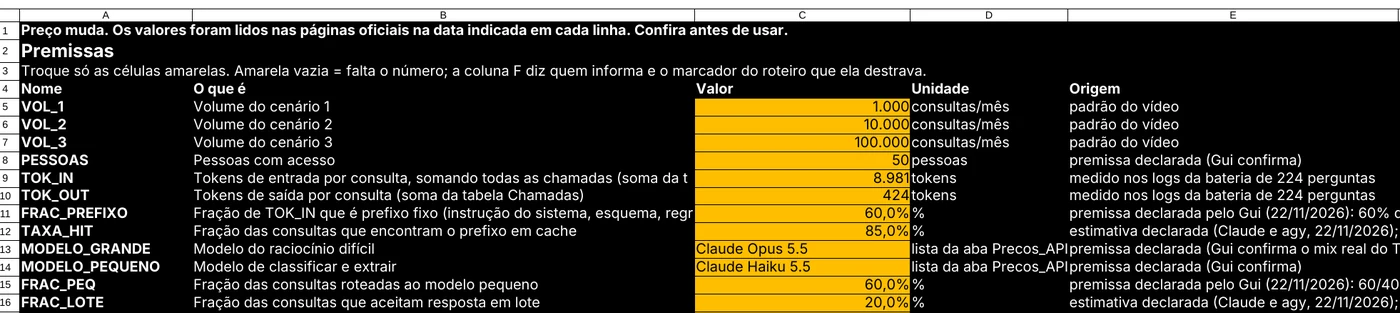 A B C D E
1 Preço muda. Os valores foram lidos nas páginas oficiais na data indicada em cada linha. Confira antes de usar.
2 Premissas
3 Troque só as células amarelas. Amarela vazia = falta o número; a coluna F diz quem informa e o marcador do roteiro que ela destrava.
4 Nome O que é Valor Unidade Origem
5 VOL_1 Volume do cenário 1 1.000 consultas/mês padrão do vídeo
6 VOL_2 Volume do cenário 2 10.000 consultas/mês padrão do vídeo
7 VOL_3 Volume do cenário 3 100.000 consultas/mês padrão do vídeo
8 PESSOAS Pessoas com acesso 50 pessoas premissa declarada (Gui confirma)
9 TOK_IN Tokens de entrada por consulta, somando todas as chamadas (soma da t 8.981 tokens medido nos logs da bateria de 224 perguntas
10 TOK_OUT Tokens de saída por consulta (soma da tabela Chamadas) 424 tokens medido nos logs da bateria de 224 perguntas
11 FRAC_PREFIXO Fração de TOK_IN que é prefixo fixo (instrução do sistema, esquema, regr 60,0% % premissa declarada pelo Gui (22/11/2026): 60% d
12 TAXA_HIT Fração das consultas que encontram o prefixo em cache 85,0% % estimativa declarada (Claude e agy, 22/11/2026);
13 MODELO_GRANDE Modelo do raciocínio difícil Claude Opus 5.5 lista da aba Precos_API premissa declarada (Gui confirma o mix real do T
14 MODELO_PEQUENO Modelo de classificar e extrair Claude Haiku 5.5 lista da aba Precos_API premissa declarada (Gui confirma)
15 FRAC_PEQ Fração das consultas roteadas ao modelo pequeno 60,0% % premissa declarada pelo Gui (22/11/2026): 60/40
16 FRAC_LOTE Fração das consultas que aceitam resposta em lote 20,0% % estimativa declarada (Claude e agy, 22/11/2026);